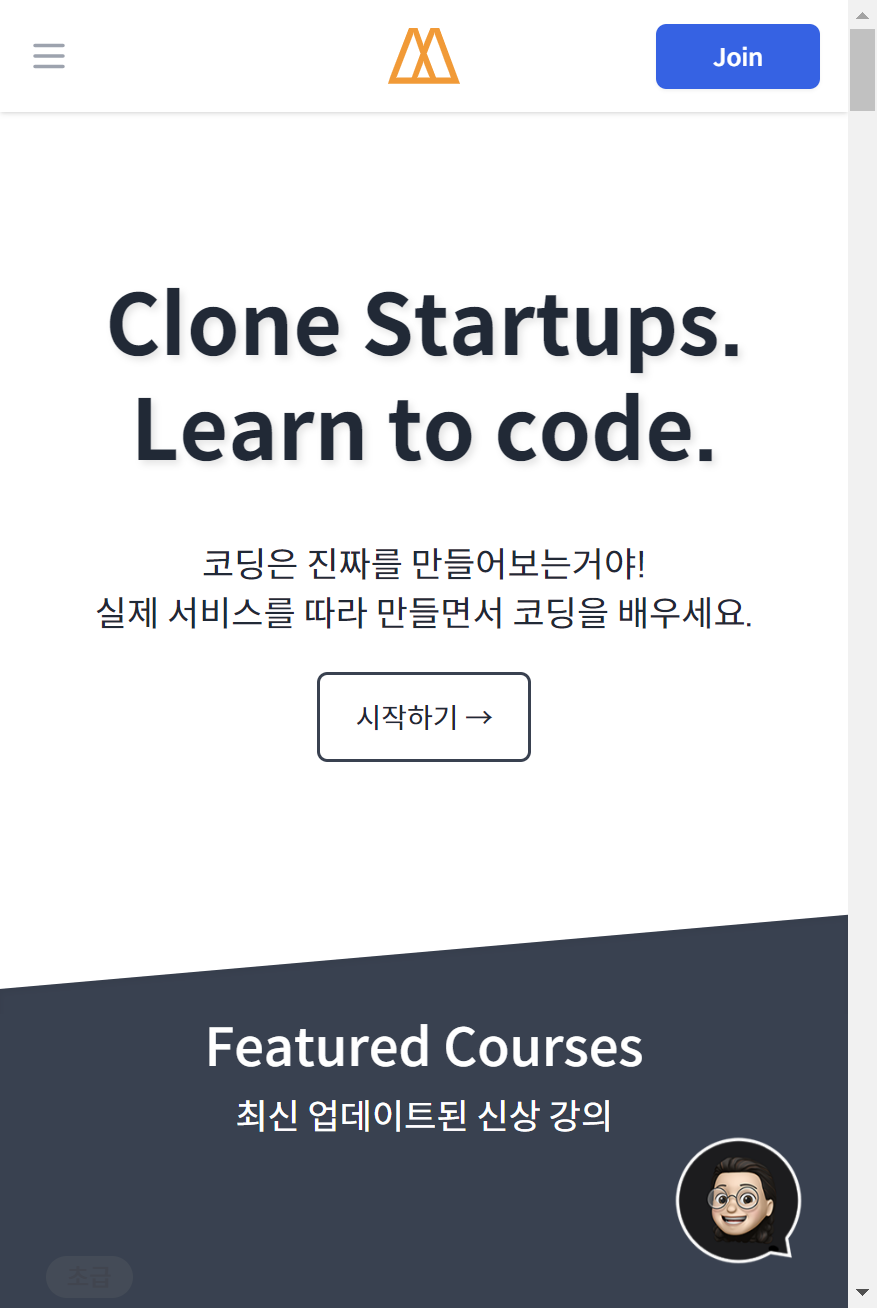 Join
Clone Startups.
Learn to code.
코딩은 진짜를 만들어보는거야!
실제 서비스를 따라 만들면서 코딩을 배우세요.
시작하기 →
Featured Courses
최신 업데이트된 신상 강의
초급